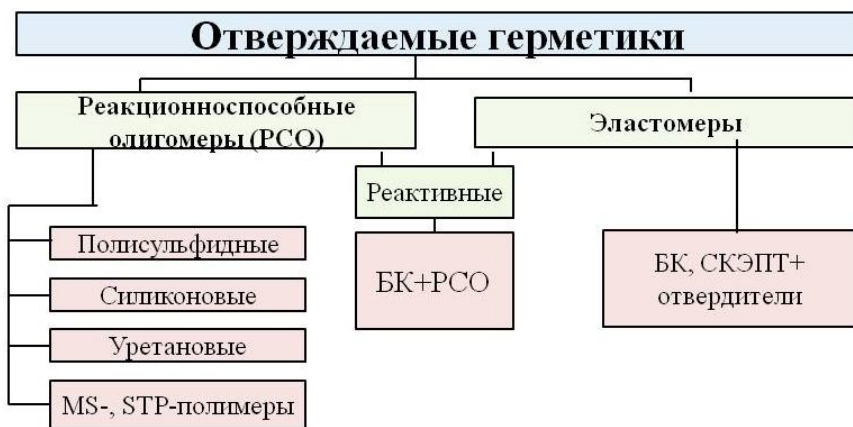 Отверждаемые герметики
Реакционноспособные
олигомеры (РСО)
Эластомеры
Реактивные
Полисульфидные
Силиконовые
Уретановые
MS-, STP-полимеры
БК+РСО
БК, СКЭПТ+
отвердители